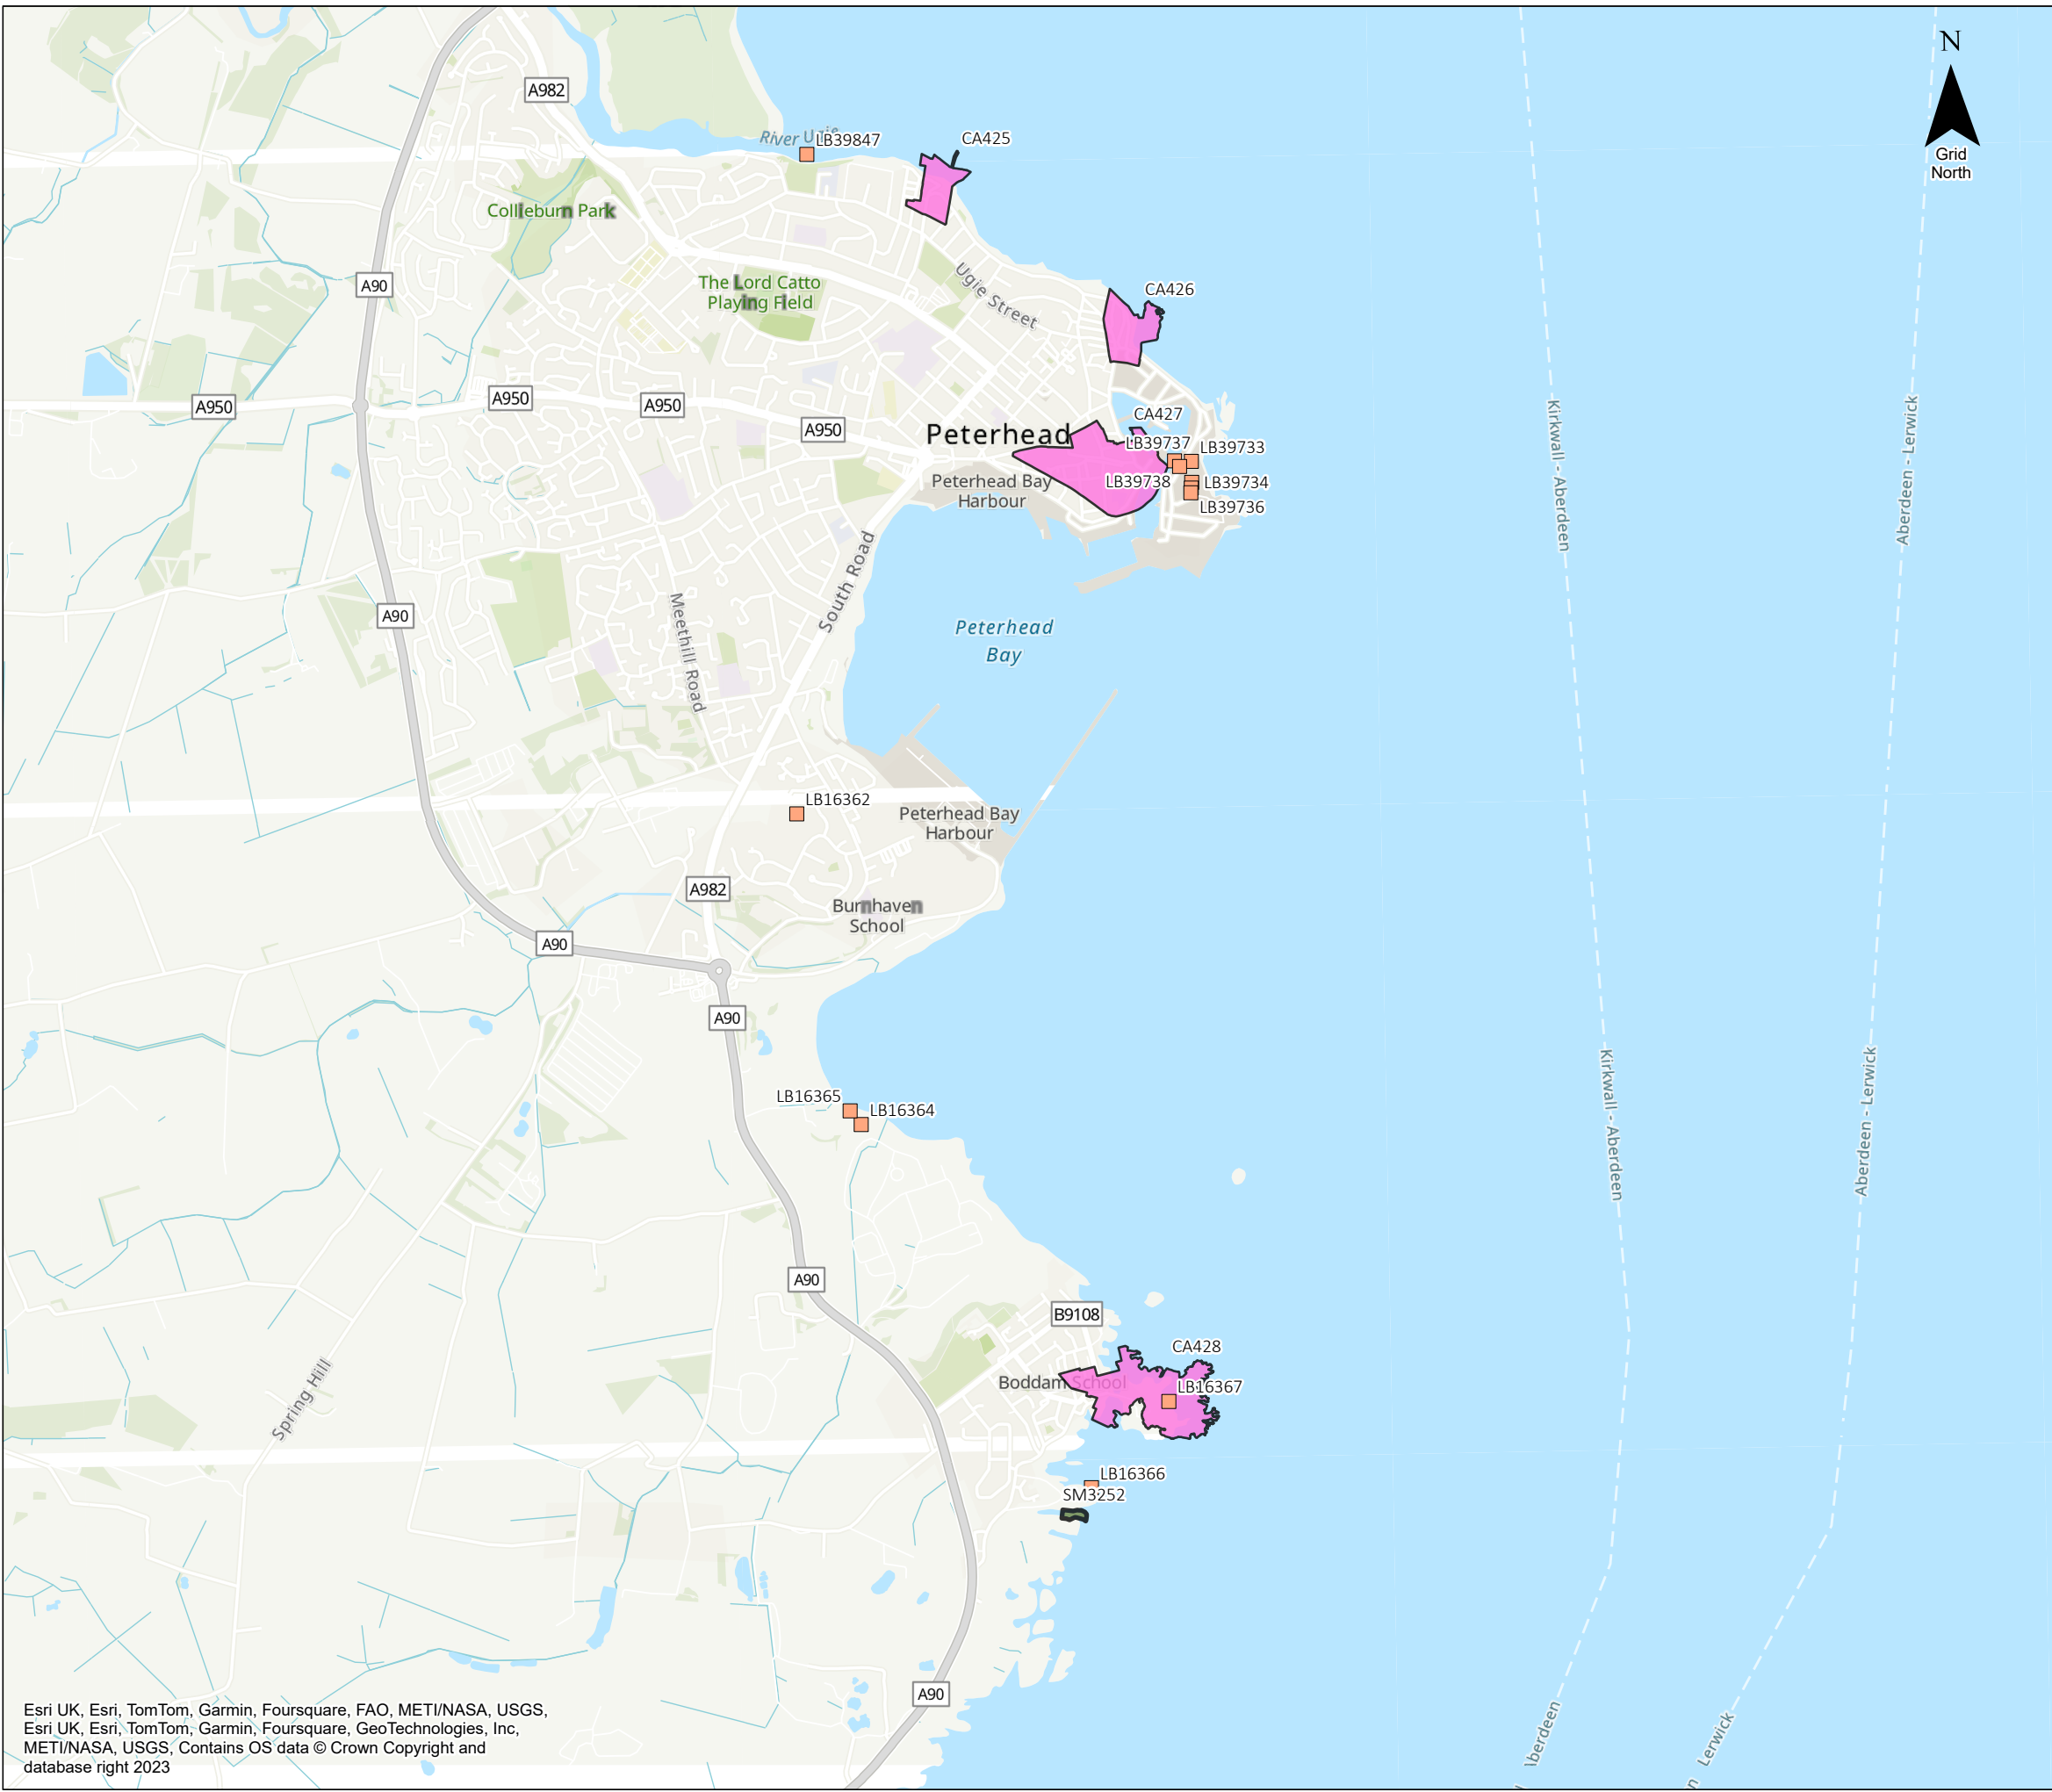 N
Grid
North
A982
River Ugie
LB39847
CA425
Collieburn Park
The Lord Catto
Playing Field
Ugie Street
A90
CA426
A950
A950
A950
A950
CA427
Peterhead
LB39737
LB39733
Peterhead Bay
Harbour
LB39738
LB39734
LB39736
Kirkwall - Aberdeen
Aberdeen - Lerwick
South Road
A90
Meethill Road
Peterhead
Bay
LB16362
Peterhead Bay
Harbour
A982
Burnhaven
School
A90
A90
LB16365
LB16364
Kirkwall - Aberdeen
Aberdeen - Lerwick
A90
B9108
CA428
Boddam School
LB16367
Spring Hill
LB16366
SM3252
A90
Aberdeen
Lerwick
Esri UK, Esri, TomTom, Garmin, Foursquare, FAO, METI/NASA, USGS,
Esri UK, Esri, TomTom, Garmin, Foursquare, GeoTechnologies, Inc,
METI/NASA, USGS, Contains OS data © Crown Copyright and
database right 2023